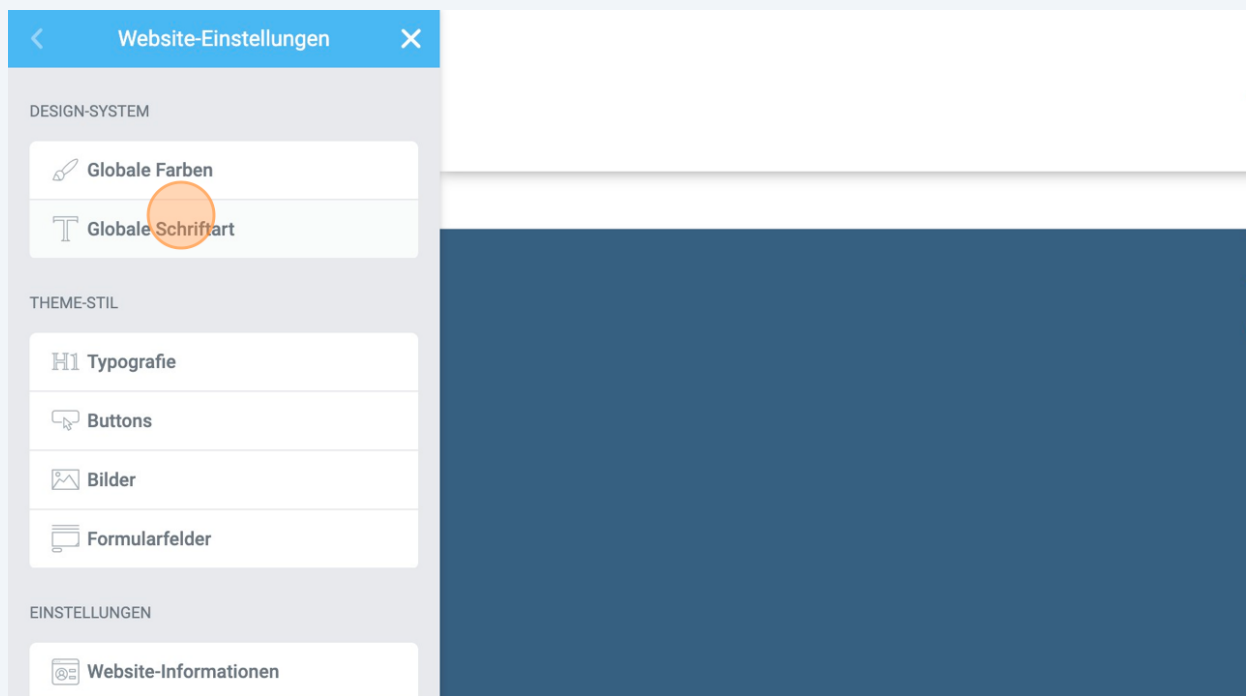 Website-Einstellungen
DESIGN-SYSTEM
Globale Farben
Globale Schriftart
THEME-STIL
H1 Typografie
Buttons
Bilder
Formularfelder
EINSTELLUNGEN
Website-Informationen